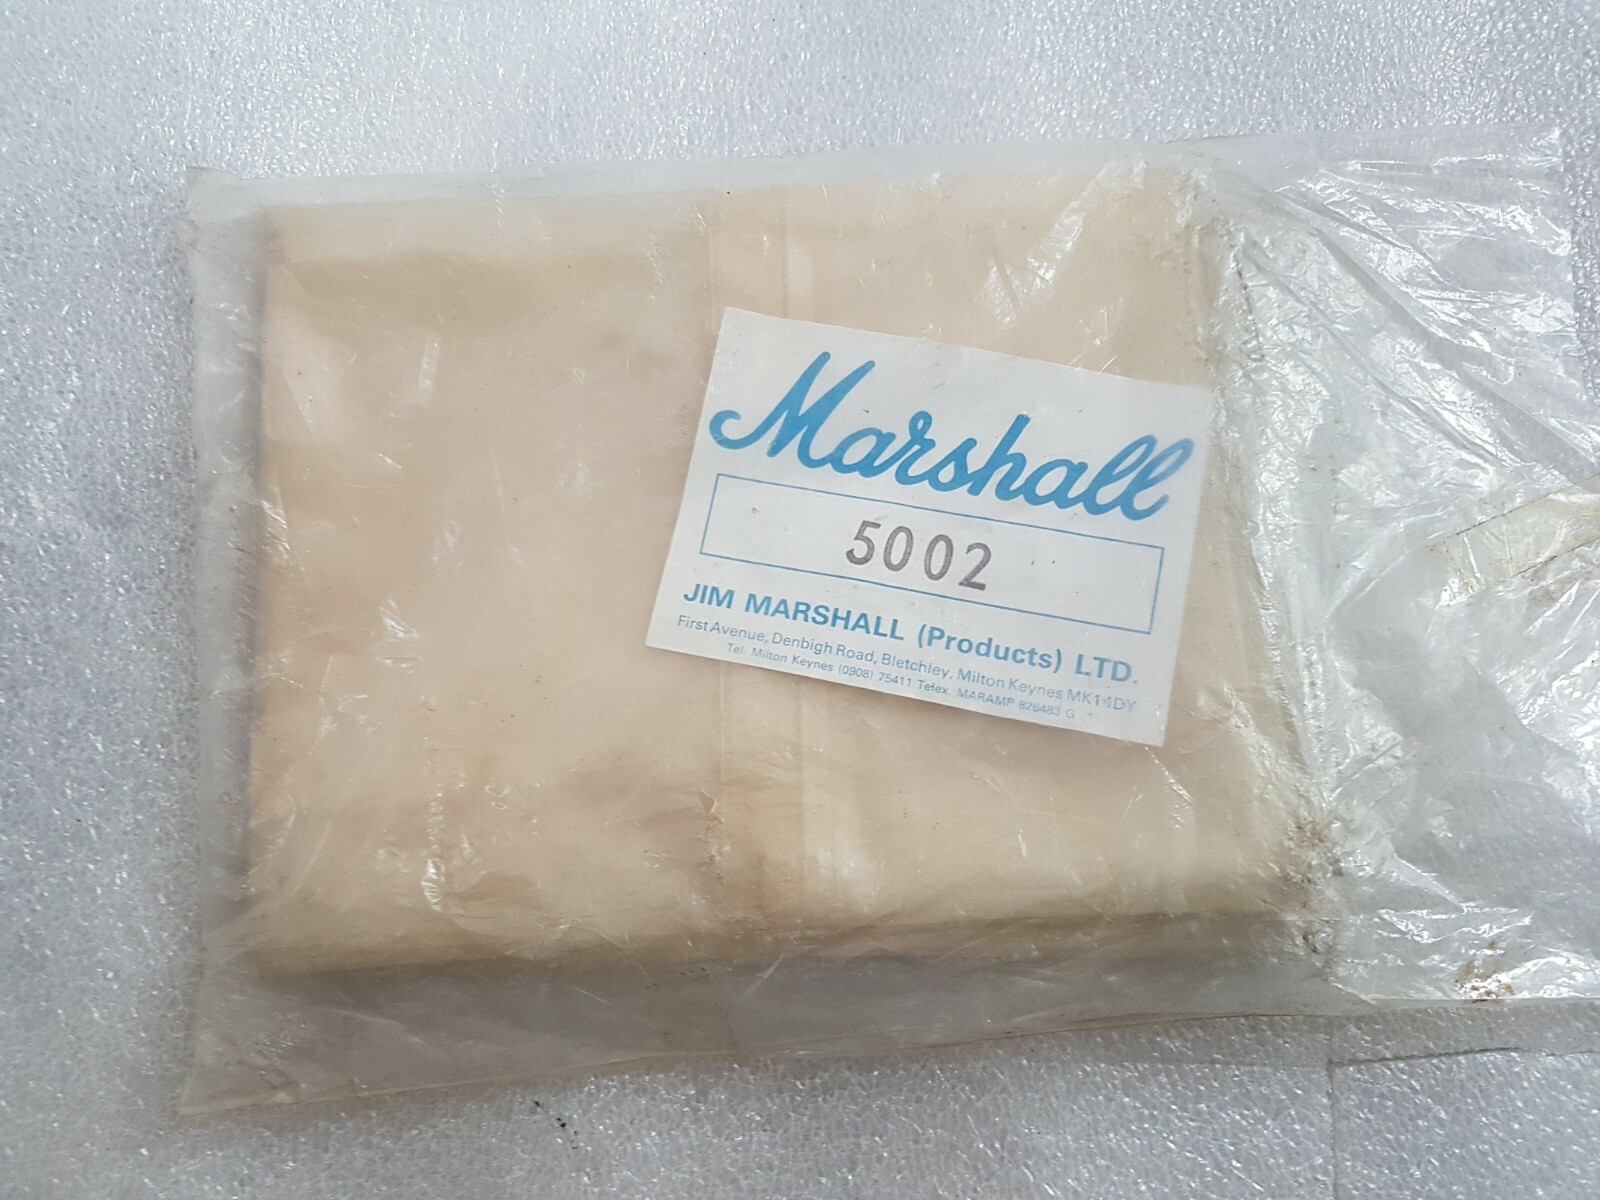 Marshall
5002
JIM MARSHALL (Products) LTD.
First Avenue, Denbigh Road, Bletchley, Milton Keynes MK1 1DY
Tel. Milton Keynes (0908) 75411 Telex. MARAMP 826483 G